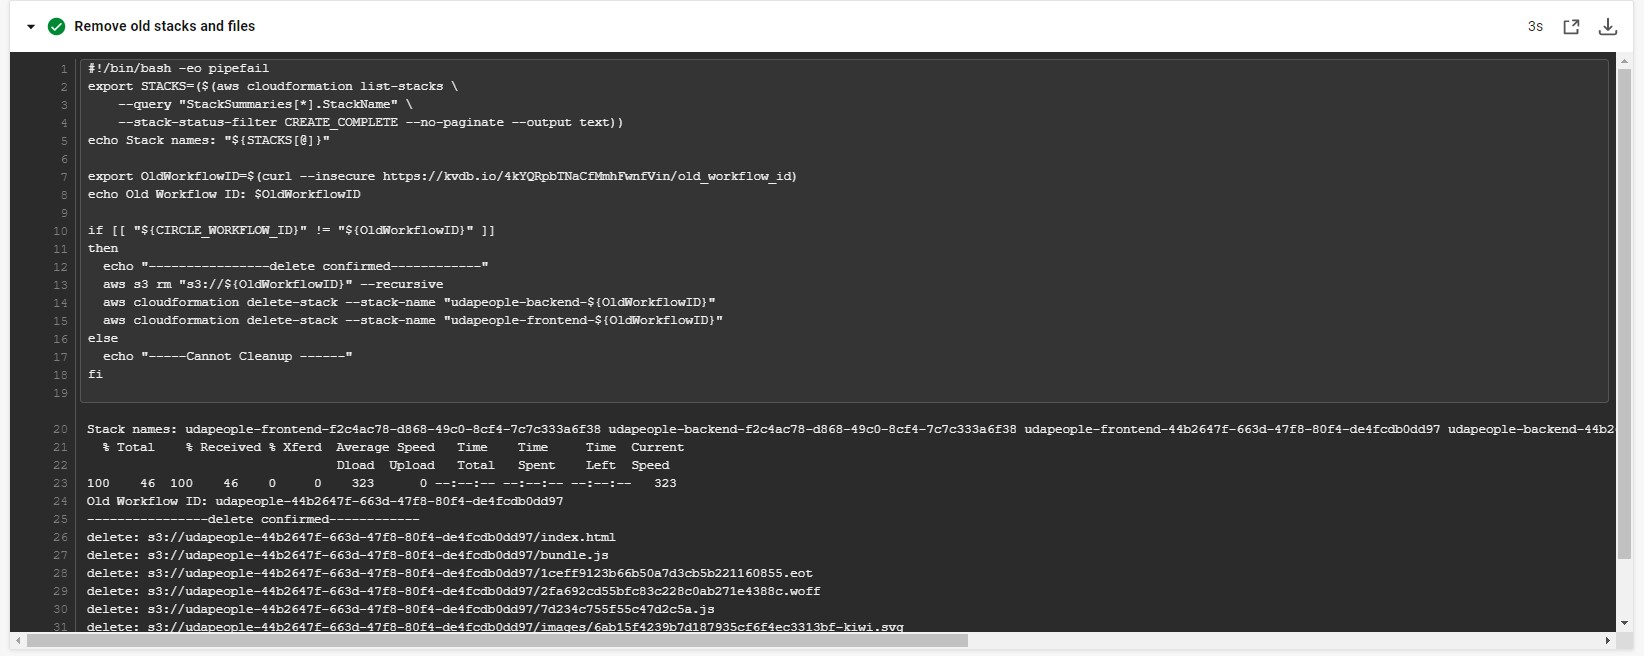 Remove old stacks and files
3s
1 #!/bin/bash -eo pipefail
2 export STACKS=($(aws cloudformation list-stacks \
3     --query "StackSummaries[*].StackName" \
4     --stack-status-filter CREATE_COMPLETE --no-paginate --output text))
5 echo Stack names: "${STACKS[@]}"
6
7 export OldWorkflowID=$(curl --insecure https://kvdb.io/4kYQRpbTNaCfMmhFwnfVin/old_workflow_id)
8 echo Old Workflow ID: $OldWorkflowID
9
10 if [[ "${CIRCLE_WORKFLOW_ID}" != "${OldWorkflowID}" ]]
11 then
12   echo "----------------delete confirmed------------"
13   aws s3 rm "s3://${OldWorkflowID}" --recursive
14   aws cloudformation delete-stack --stack-name "udapeople-backend-${OldWorkflowID}"
15   aws cloudformation delete-stack --stack-name "udapeople-frontend-${OldWorkflowID}"
16 else
17   echo "-----Cannot Cleanup ------"
18 fi
19
20 Stack names: udapeople-frontend-f2c4ac78-d868-49c0-8cf4-7c7c333a6f38 udapeople-backend-f2c4ac78-d868-49c0-8cf4-7c7c333a6f38 udapeople-frontend-44b2647f-663d-47f8-80f4-de4fcdb0dd97 udapeople-backend-44b2
21   % Total    % Received % Xferd  Average Speed   Time    Time     Time  Current
22                                  Dload  Upload   Total   Spent    Left  Speed
23 100    46  100    46    0     0    323      0 --:--:-- --:--:-- --:--:--   323
24 Old Workflow ID: udapeople-44b2647f-663d-47f8-80f4-de4fcdb0dd97
25 ----------------delete confirmed------------
26 delete: s3://udapeople-44b2647f-663d-47f8-80f4-de4fcdb0dd97/index.html
27 delete: s3://udapeople-44b2647f-663d-47f8-80f4-de4fcdb0dd97/bundle.js
28 delete: s3://udapeople-44b2647f-663d-47f8-80f4-de4fcdb0dd97/1ceff9123b66b50a7d3cb5b221160855.eot
29 delete: s3://udapeople-44b2647f-663d-47f8-80f4-de4fcdb0dd97/2fa692cd55bfc83c228c0ab271e4388c.woff
30 delete: s3://udapeople-44b2647f-663d-47f8-80f4-de4fcdb0dd97/7d234c755f55c47d2c5a.js
31 delete: s3://udapeople-44b2647f-663d-47f8-80f4-de4fcdb0dd97/images/6ab15f4239b7d187935cf6f4ec3313bf-kiwi.svg